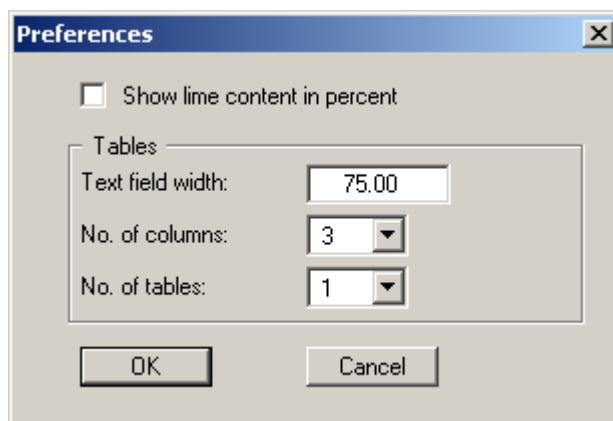 Preferences
Show lime content in percent
Tables
Text field width: 75.00
No. of columns: 3
No. of tables: 1
OK Cancel